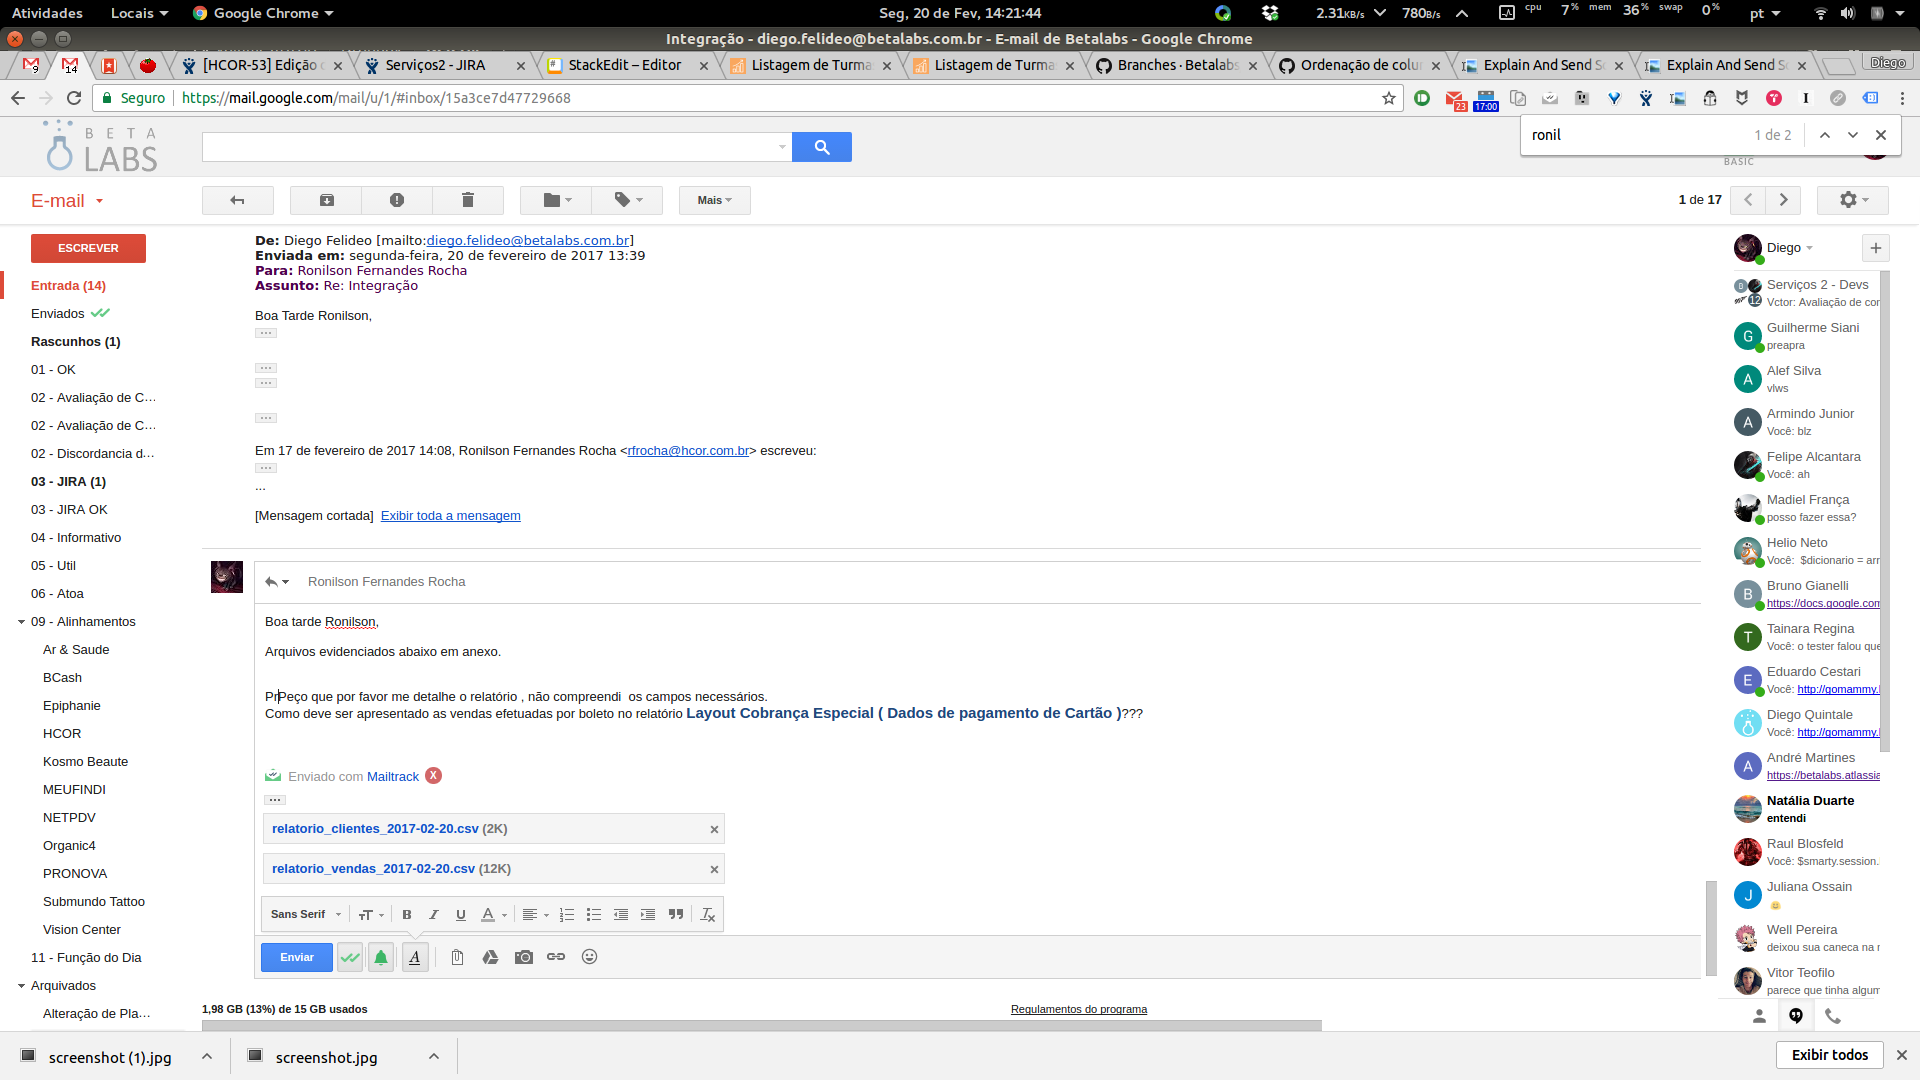 Atividades Locais Google Chrome Seg, 20 de Fev, 14:21:44 2.31KB/s 780B/s cpu 7% mem 36% swap 0% pt
Integração - diego.felideo@betalabs.com.br - E-mail de Betalabs - Google Chrome
9 14 [HCOR-53] Edição Serviços2 - JIRA StackEdit – Editor Listagem de Turma Listagem de Turma Branches · Betalabs Ordenação de colu Explain And Send Sc Explain And Send Sc Diego
Seguro https://mail.google.com/mail/u/1/#inbox/15a3ce7d47729668 23 17:00
ronil 1 de 2
BETA
LABS
BASIC
E-mail Mais 1 de 17
ESCREVER
Entrada (14)
Enviados
Rascunhos (1)
01 - OK
02 - Avaliação de C...
02 - Avaliação de C...
02 - Discordancia d...
03 - JIRA (1)
03 - JIRA OK
04 - Informativo
05 - Util
06 - Atoa
09 - Alinhamentos
Ar & Saude
BCash
Epiphanie
HCOR
Kosmo Beaute
MEUFINDI
NETPDV
Organic4
PRONOVA
Submundo Tattoo
Vision Center
11 - Função do Dia
Arquivados
Alteração de Pla...
De: Diego Felideo [mailto:diego.felideo@betalabs.com.br]
Enviada em: segunda-feira, 20 de fevereiro de 2017 13:39
Para: Ronilson Fernandes Rocha
Assunto: Re: Integração
Boa Tarde Ronilson,
Em 17 de fevereiro de 2017 14:08, Ronilson Fernandes Rocha <rfrocha@hcor.com.br> escreveu:
...
[Mensagem cortada] Exibir toda a mensagem
Ronilson Fernandes Rocha
Boa tarde Ronilson,
Arquivos evidenciados abaixo em anexo.
PrPeço que por favor me detalhe o relatório , não compreendi  os campos necessários.
Como deve ser apresentado as vendas efetuadas por boleto no relatório Layout Cobrança Especial ( Dados de pagamento de Cartão )???
Enviado com Mailtrack X
relatorio_clientes_2017-02-20.csv (2K)
relatorio_vendas_2017-02-20.csv (12K)
Sans Serif
Enviar
1,98 GB (13%) de 15 GB usados Regulamentos do programa
Diego
Serviços 2 - Devs
12 Vctor: Avaliação de cor
Guilherme Siani
preapra
Alef Silva
vlws
Armindo Junior
Você: blz
Felipe Alcantara
Você: ah
Madiel França
posso fazer essa?
Helio Neto
Você: $dicionario = arr
Bruno Gianelli
https://docs.google.com
Tainara Regina
Você: o tester falou que
Eduardo Cestari
Você: http://gomammy.
Diego Quintale
Você: http://gomammy.
André Martines
https://betalabs.atlassia
Natália Duarte
entendi
Raul Blosfeld
Você: $smarty.session.
Juliana Ossain
Well Pereira
deixou sua caneca na r
Vitor Teofilo
parece que tinha algum
screenshot (1).jpg screenshot.jpg Exibir todos